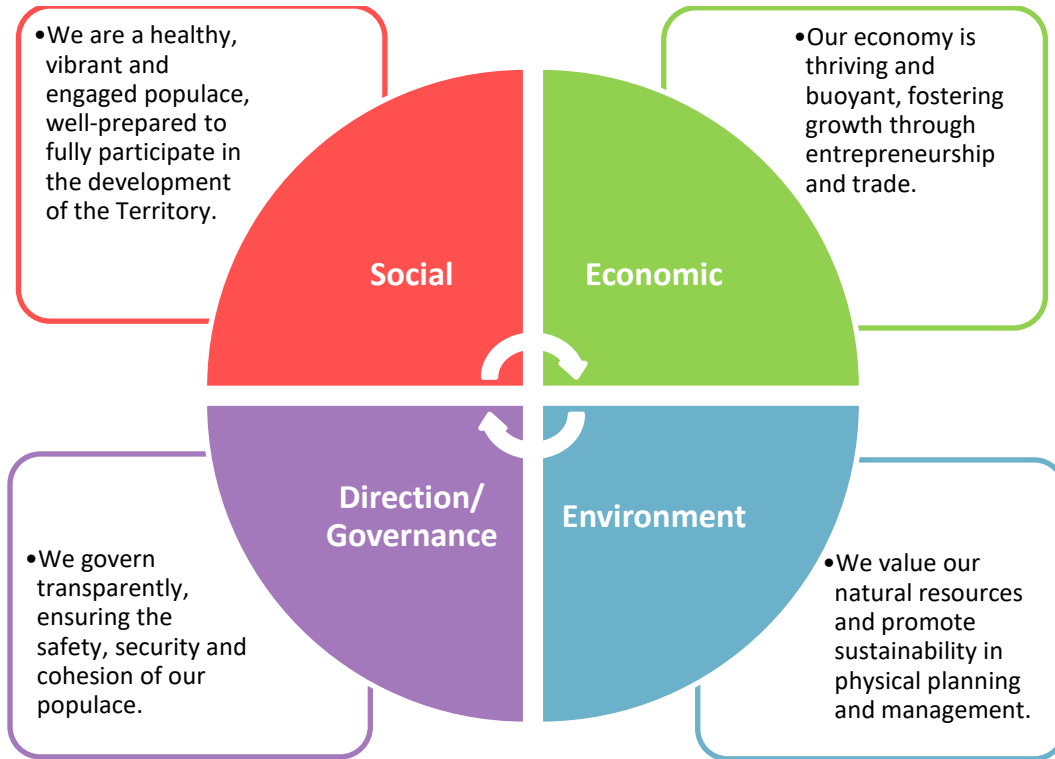 •We are a healthy,
vibrant and
engaged populace,
well-prepared to
fully participate in
the development
of the Territory.
•Our economy is
thriving and
buoyant, fostering
growth through
entrepreneurship
and trade.
Social
Economic
Direction/
Governance
Environment
•We govern
transparently,
ensuring the
safety, security and
cohesion of our
populace.
•We value our
natural resources
and promote
sustainability in
physical planning
and management.